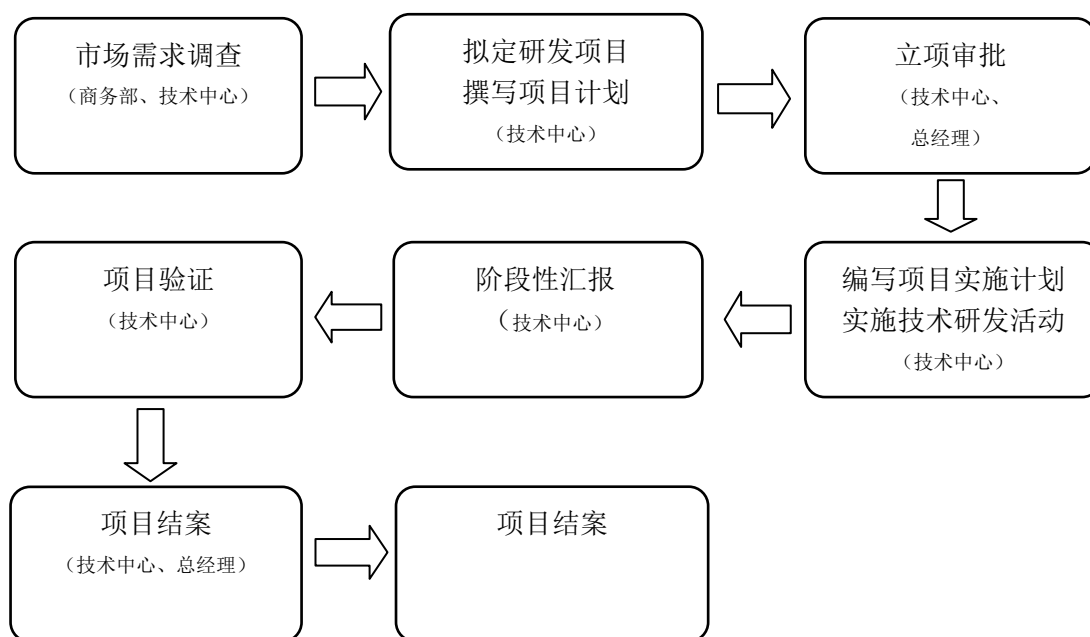 市场需求调查
（商务部、技术中心）
拟定研发项目
撰写项目计划
（技术中心）
立项审批
（技术中心、
总经理）
编写项目实施计划
实施技术研发活动
（技术中心）
阶段性汇报
（技术中心）
项目验证
（技术中心）
项目结案
（技术中心、总经理）
项目结案